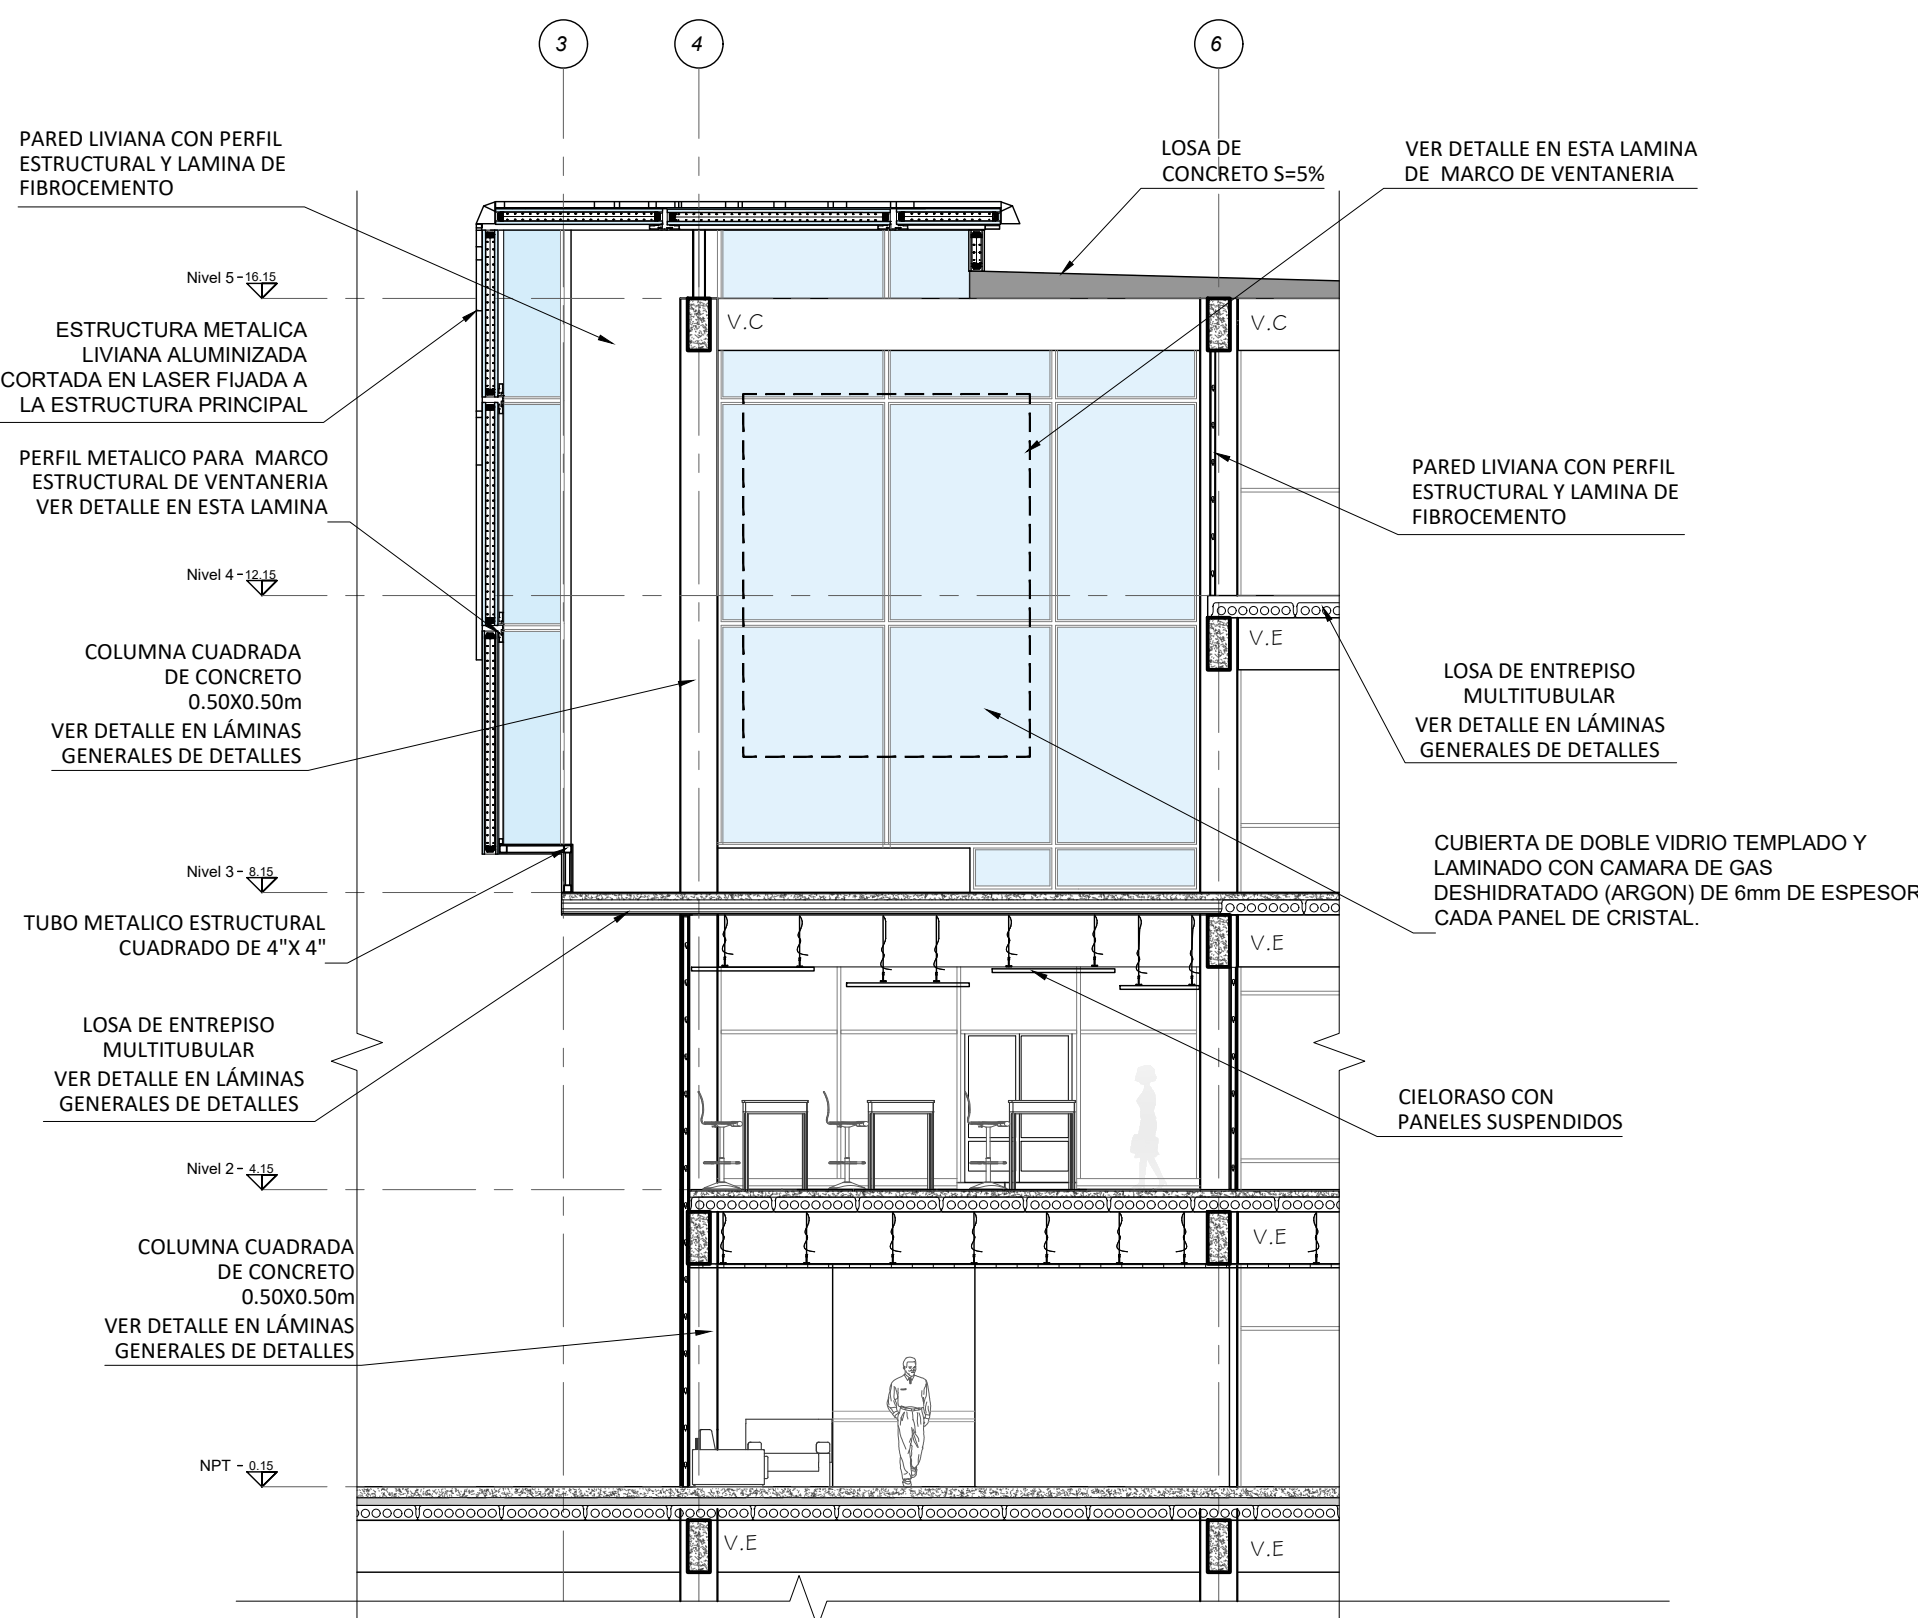 3
4
6
PARED LIVIANA CON PERFIL
ESTRUCTURAL Y LAMINA DE
FIBROCEMENTO
LOSA DE
CONCRETO S=5%
VER DETALLE EN ESTA LAMINA
DE MARCO DE VENTANERIA
Nivel 5 - 16.15
V.C
V.C
ESTRUCTURA METALICA
LIVIANA ALUMINIZADA
CORTADA EN LASER FIJADA A
LA ESTRUCTURA PRINCIPAL
PERFIL METALICO PARA MARCO
ESTRUCTURAL DE VENTANERIA
VER DETALLE EN ESTA LAMINA
PARED LIVIANA CON PERFIL
ESTRUCTURAL Y LAMINA DE
FIBROCEMENTO
Nivel 4 - 12.15
V.E
COLUMNA CUADRADA
DE CONCRETO
0.50X0.50m
VER DETALLE EN LÁMINAS
GENERALES DE DETALLES
LOSA DE ENTREPISO
MULTITUBULAR
VER DETALLE EN LÁMINAS
GENERALES DE DETALLES
CUBIERTA DE DOBLE VIDRIO TEMPLADO Y
LAMINADO CON CAMARA DE GAS
DESHIDRATADO (ARGON) DE 6mm DE ESPESOR
CADA PANEL DE CRISTAL.
Nivel 3 - 8.15
TUBO METALICO ESTRUCTURAL
CUADRADO DE 4"X 4"
V.E
LOSA DE ENTREPISO
MULTITUBULAR
VER DETALLE EN LÁMINAS
GENERALES DE DETALLES
CIELORASO CON
PANELES SUSPENDIDOS
Nivel 2 - 4.15
V.E
COLUMNA CUADRADA
DE CONCRETO
0.50X0.50m
VER DETALLE EN LÁMINAS
GENERALES DE DETALLES
NPT - 0.15
V.E
V.E